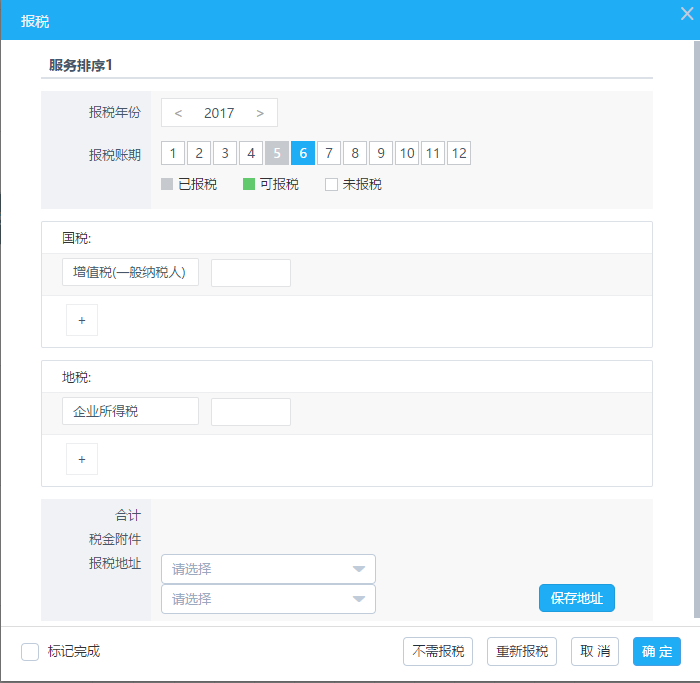 报税
服务排序1
报税年份 < 2017 >
报税账期 1 2 3 4 5 6 7 8 9 10 11 12
已报税 可报税 未报税
国税:
增值税(一般纳税人)
+
地税:
企业所得税
+
合计
税金附件
报税地址 请选择
请选择 保存地址
标记完成 不需报税 重新报税 取消 确定